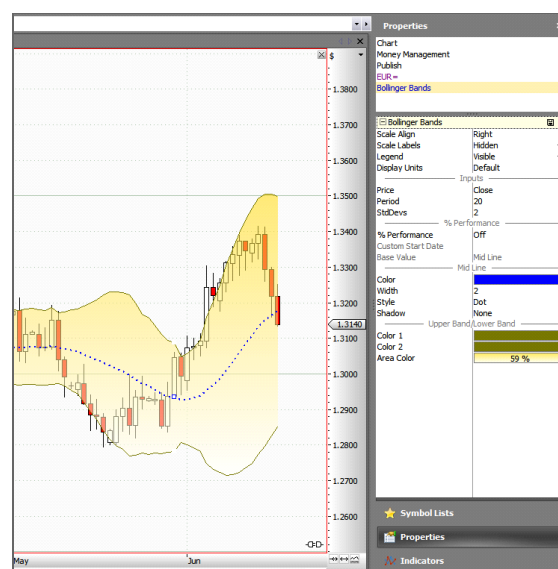 Properties
Chart
Money Management
Publish
EUR=
Bollinger Bands
$
1.3800
1.3700
1.3600
1.3500
1.3400
1.3300
1.3200
1.3140
1.3100
1.3000
1.2900
1.2800
1.2700
1.2600
May Jun
Bollinger Bands
Scale Align Right
Scale Labels Hidden
Legend Visible
Display Units Default
Inputs
Price Close
Period 20
StdDevs 2
% Performance
% Performance Off
Custom Start Date
Base Value Mid Line
Mid Line
Color
Width 2
Style Dot
Shadow None
Upper Band/Lower Band
Color 1
Color 2
Area Color 59 %
Symbol Lists
Properties
Indicators